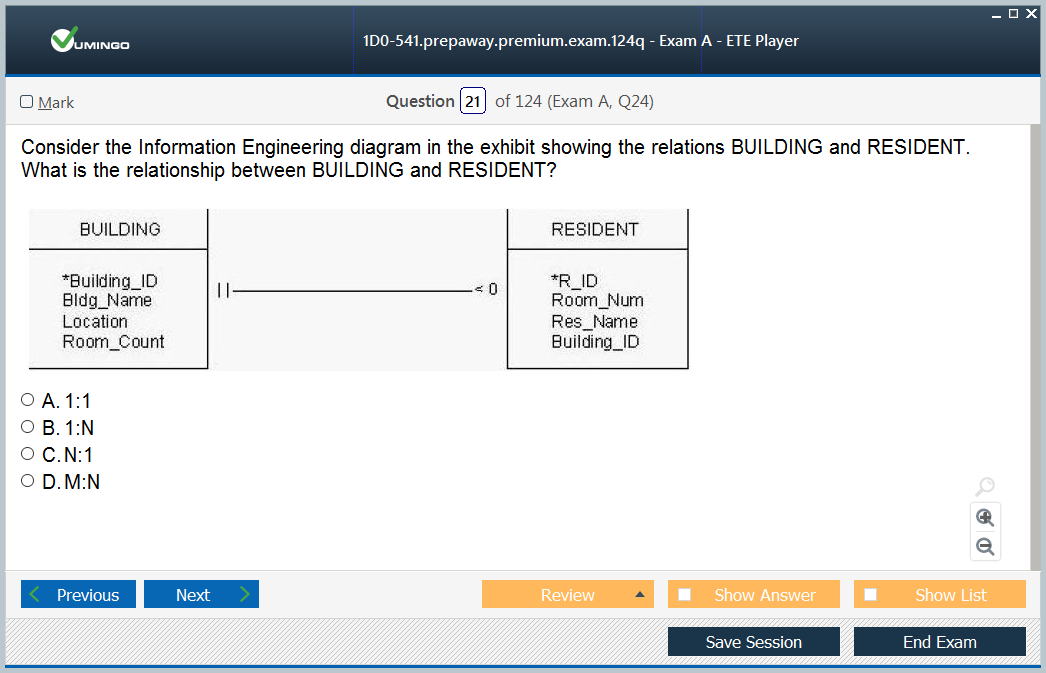 VUMINGO
1D0-541.prepaway.premium.exam.124q - Exam A - ETE Player
Mark
Question 21 of 124 (Exam A, Q24)
Consider the Information Engineering diagram in the exhibit showing the relations BUILDING and RESIDENT.
What is the relationship between BUILDING and RESIDENT?
BUILDING
*Building_ID
Bldg_Name
Location
Room_Count
||
< 0
RESIDENT
*R_ID
Room_Num
Res_Name
Building_ID
A. 1:1
B. 1:N
C. N:1
D. M:N
Previous
Next
Review
Show Answer
Show List
Save Session
End Exam